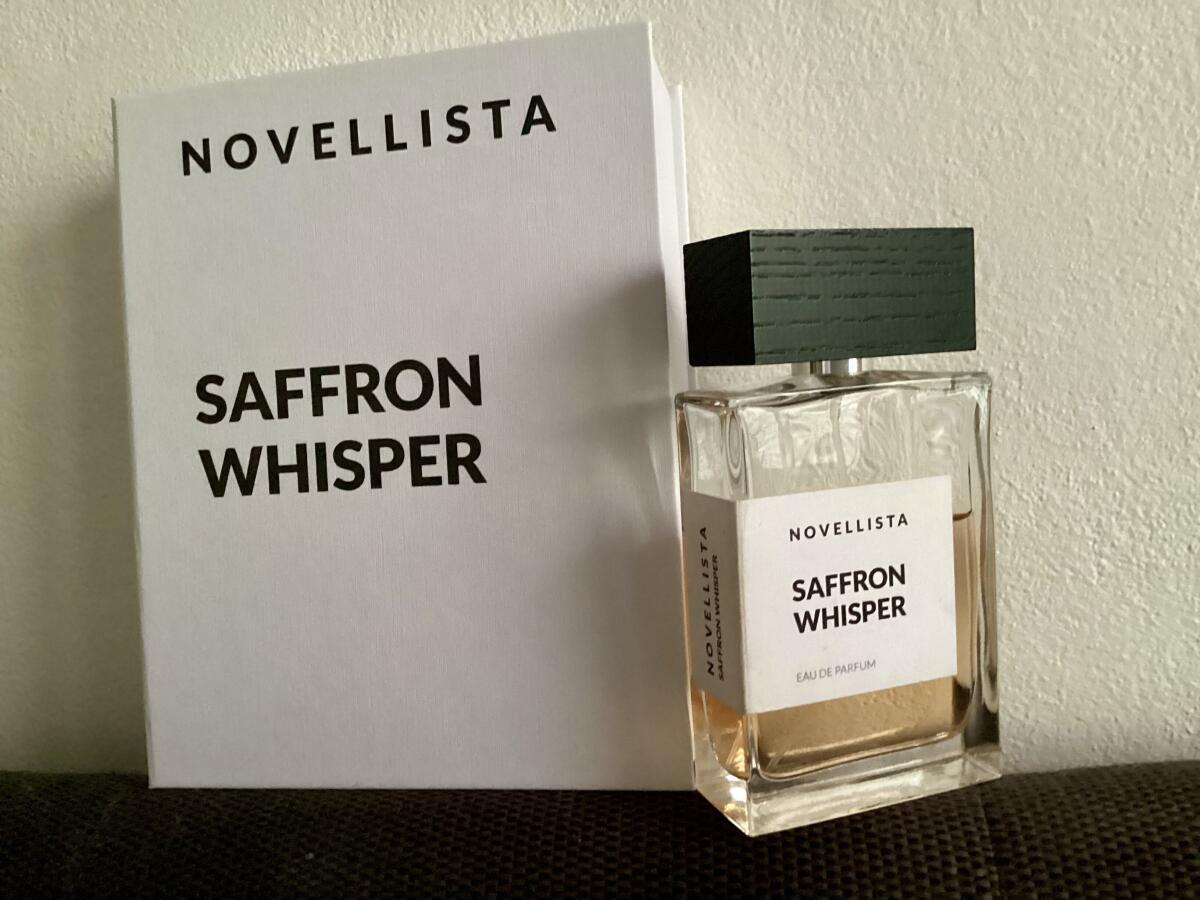 NOVELLISTA
SAFFRON
WHISPER
NOVELLISTA
SAFFRON WHISPER
NOVELLISTA
SAFFRON
WHISPER
EAU DE PARFUM